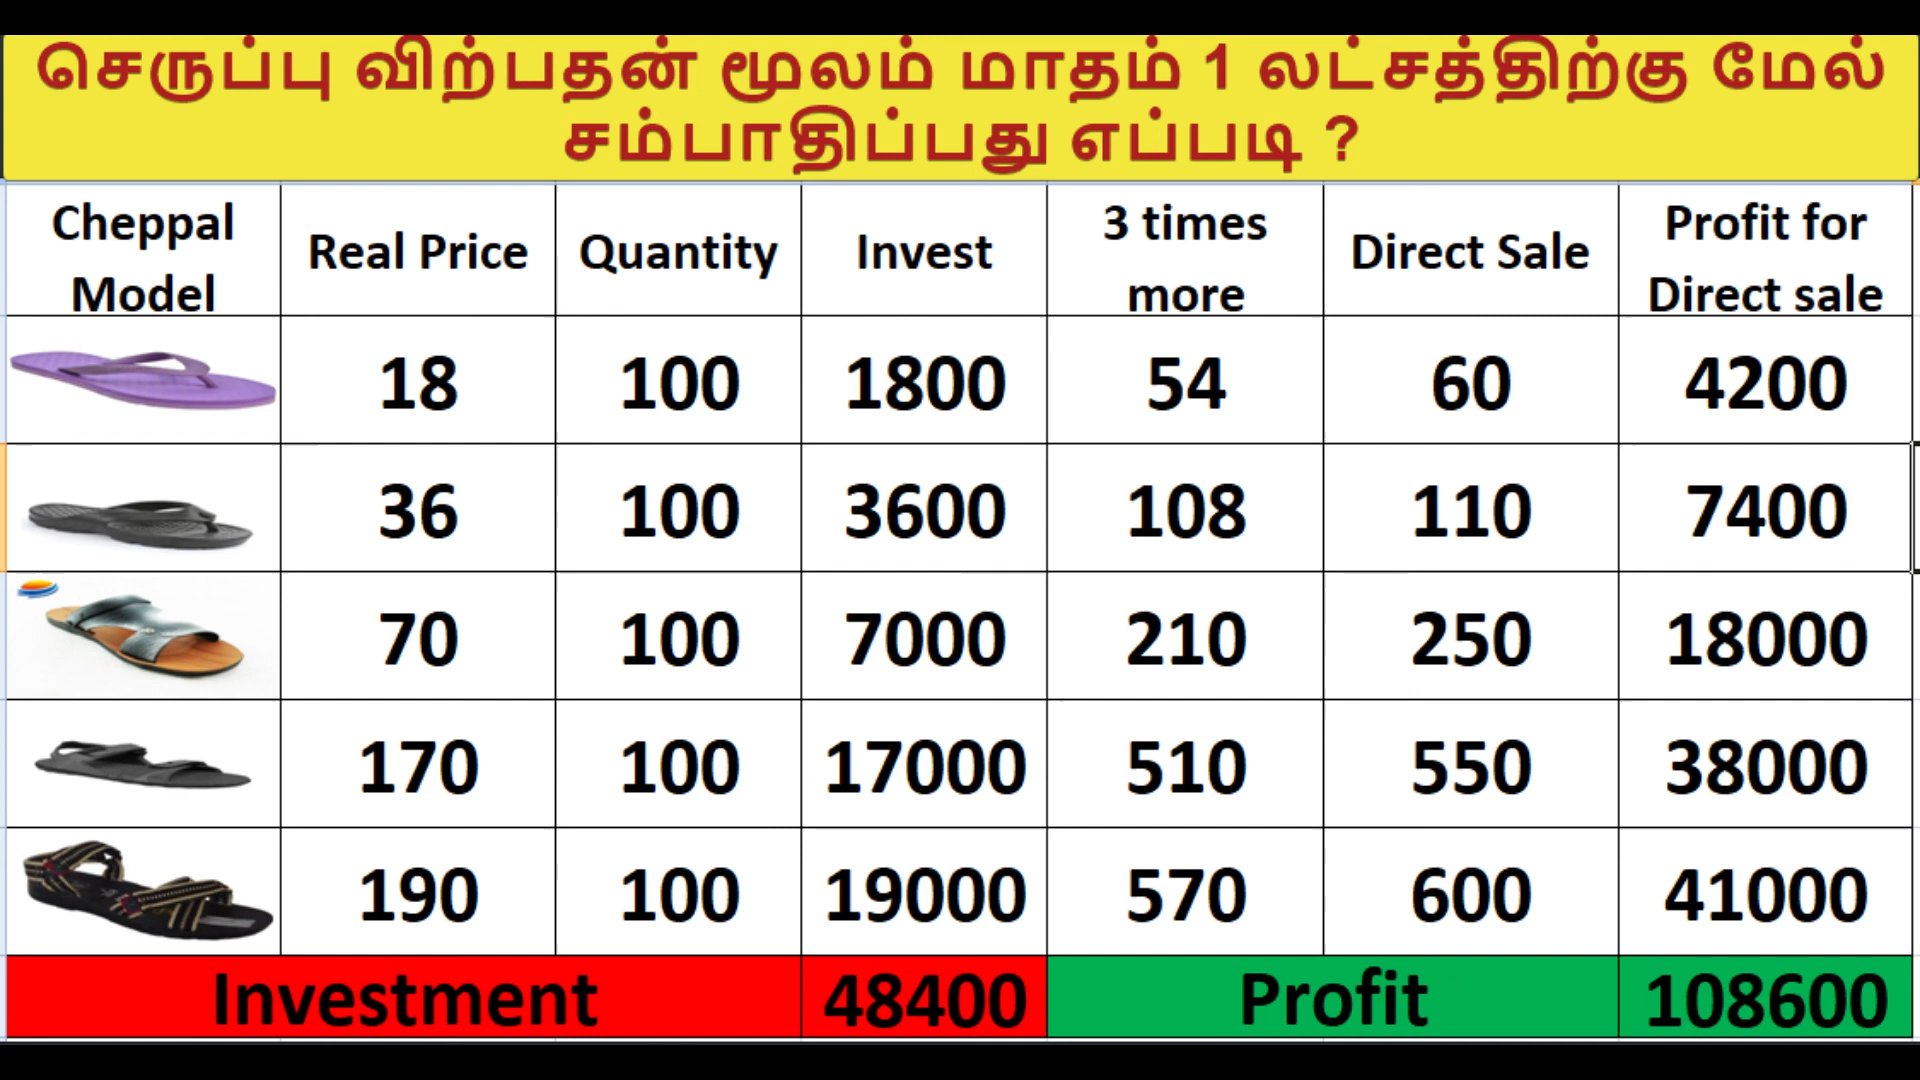 செருப்பு விற்பதன் மூலம் மாதம் 1 லட்சத்திற்கு மேல்
சம்பாதிப்பது எப்படி ?
Cheppal Model Real Price Quantity Invest 3 times more Direct Sale Profit for Direct sale
18 100 1800 54 60 4200
36 100 3600 108 110 7400
70 100 7000 210 250 18000
170 100 17000 510 550 38000
190 100 19000 570 600 41000
Investment 48400 Profit 108600